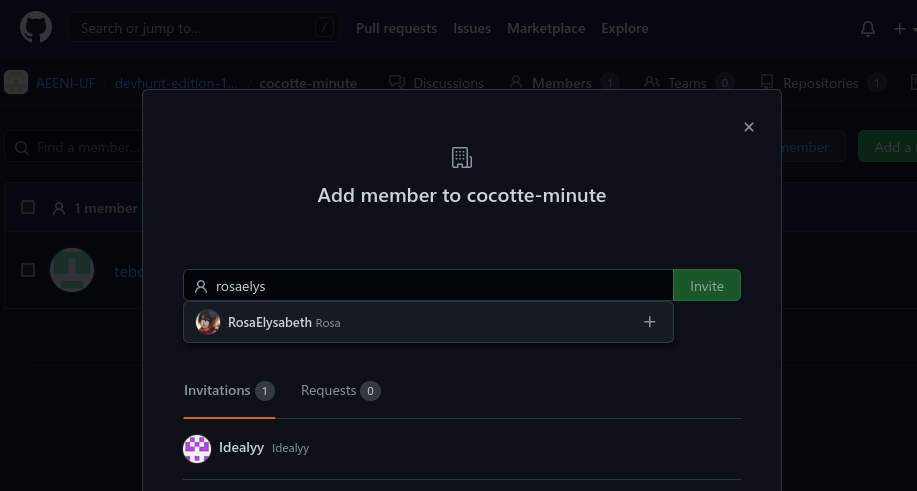 Search or jump to... / Pull requests Issues Marketplace Explore
AEENI-UF / devhunt-edition-1... / cocotte-minute Discussions Members 1 Teams 0 Repositories 1
Find a member... member Add a
Add member to cocotte-minute
1 member
rosaelys Invite
RosaElysabeth Rosa
Invitations 1 Requests 0
Idealyy Idealyy